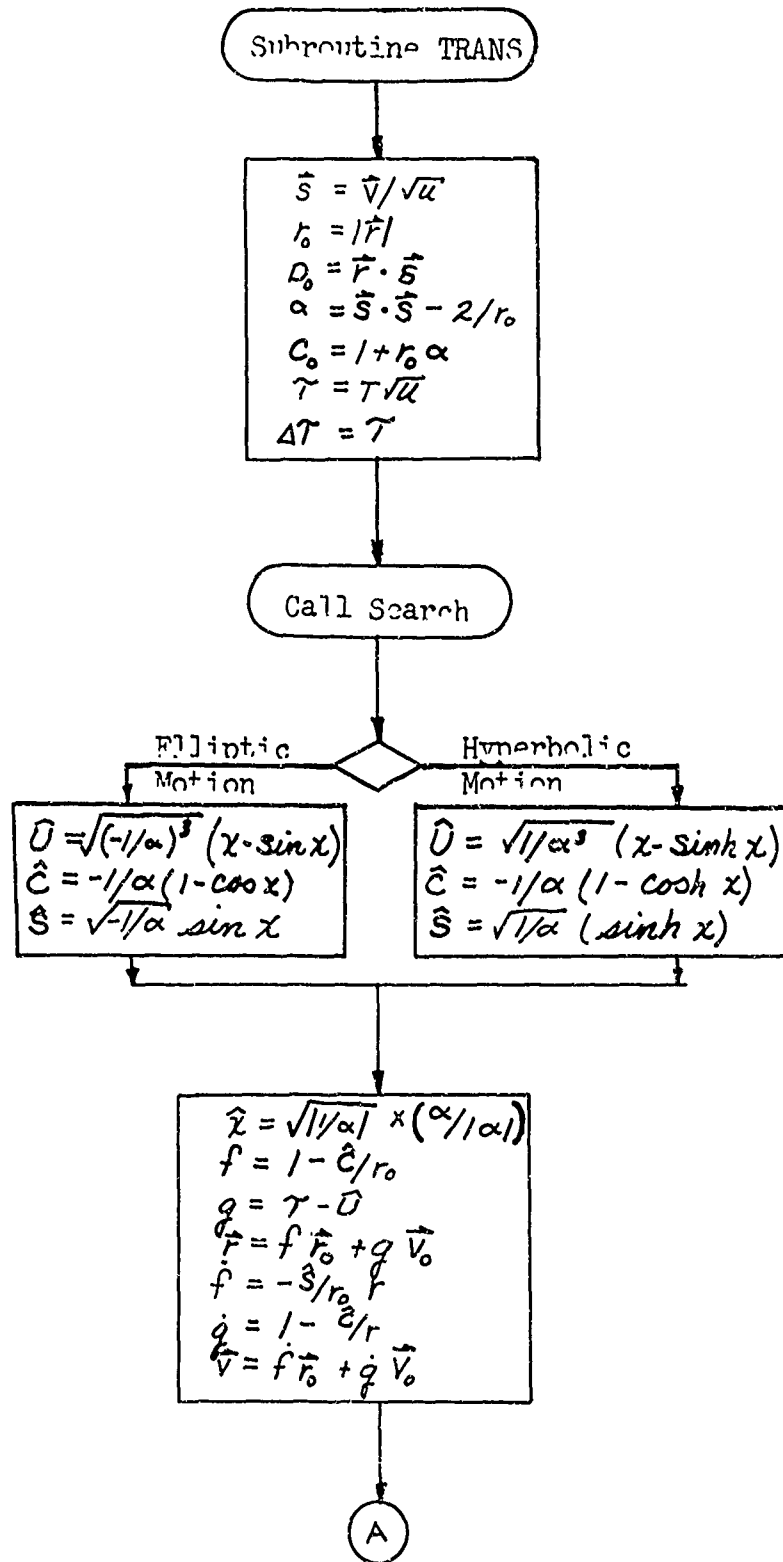 Subroutine TRANS
s⃗ = v⃗/√u
r₀ = |r⃗|
D₀ = r⃗ · s⃗
α = s⃗ · s⃗ - 2/r₀
C₀ = 1 + r₀ α
τ = T√u
Δτ = τ
Call Search
Elliptic Motion
Hyperbolic Motion
Û = √(-1/α)³ (x - sin x)
Ĉ = -1/α (1 - cos x)
Ŝ = √-1/α sin x
Û = √1/α³ (x - sinh x)
Ĉ = -1/α (1 - cosh x)
Ŝ = √1/α (sinh x)
x̂ = √|1/α| x (α/|α|)
f = 1 - Ĉ/r₀
g = τ - Û
r⃗ = f r⃗₀ + g v⃗₀
ḟ = -Ŝ/r₀ r
ġ = 1 - Ĉ/r
v⃗ = ḟ r⃗₀ + ġ v⃗₀
A